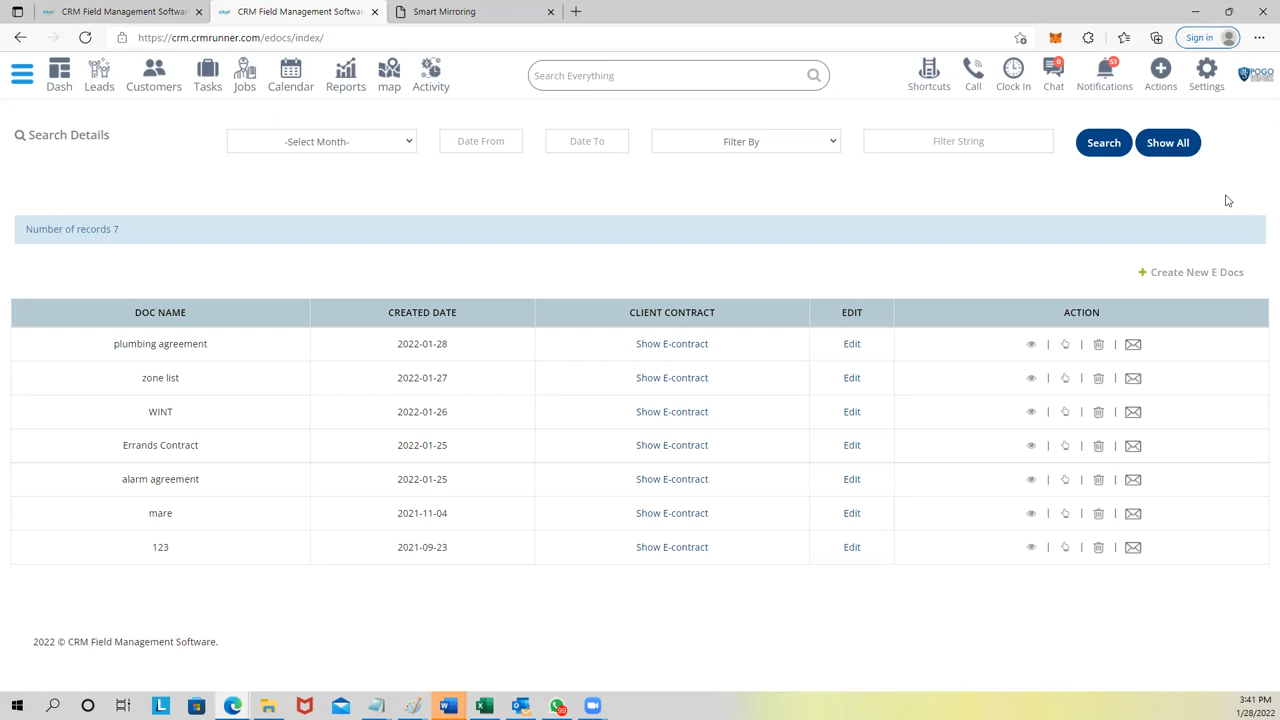 CRM Field Management Software
CRM Field Management Software
Smart Mirroring
https://crm.crmrunner.com/edocs/index/
Sign in
Dash
Leads
Customers
Tasks
Jobs
Calendar
Reports
map
Activity
Search Everything
Shortcuts
Call
Clock In
0
Chat
51
Notifications
Actions
Settings
POGO
Search Details
-Select Month-
Date From
Date To
Filter By
Filter String
Search
Show All
Number of records 7
Create New E Docs
DOC NAME CREATED DATE CLIENT CONTRACT EDIT ACTION
plumbing agreement 2022-01-28 Show E-contract Edit | | |
zone list 2022-01-27 Show E-contract Edit | | |
WINT 2022-01-26 Show E-contract Edit | | |
Errands Contract 2022-01-25 Show E-contract Edit | | |
alarm agreement 2022-01-25 Show E-contract Edit | | |
mare 2021-11-04 Show E-contract Edit | | |
123 2021-09-23 Show E-contract Edit | | |
2022 © CRM Field Management Software.
3:41 PM
1/28/2022